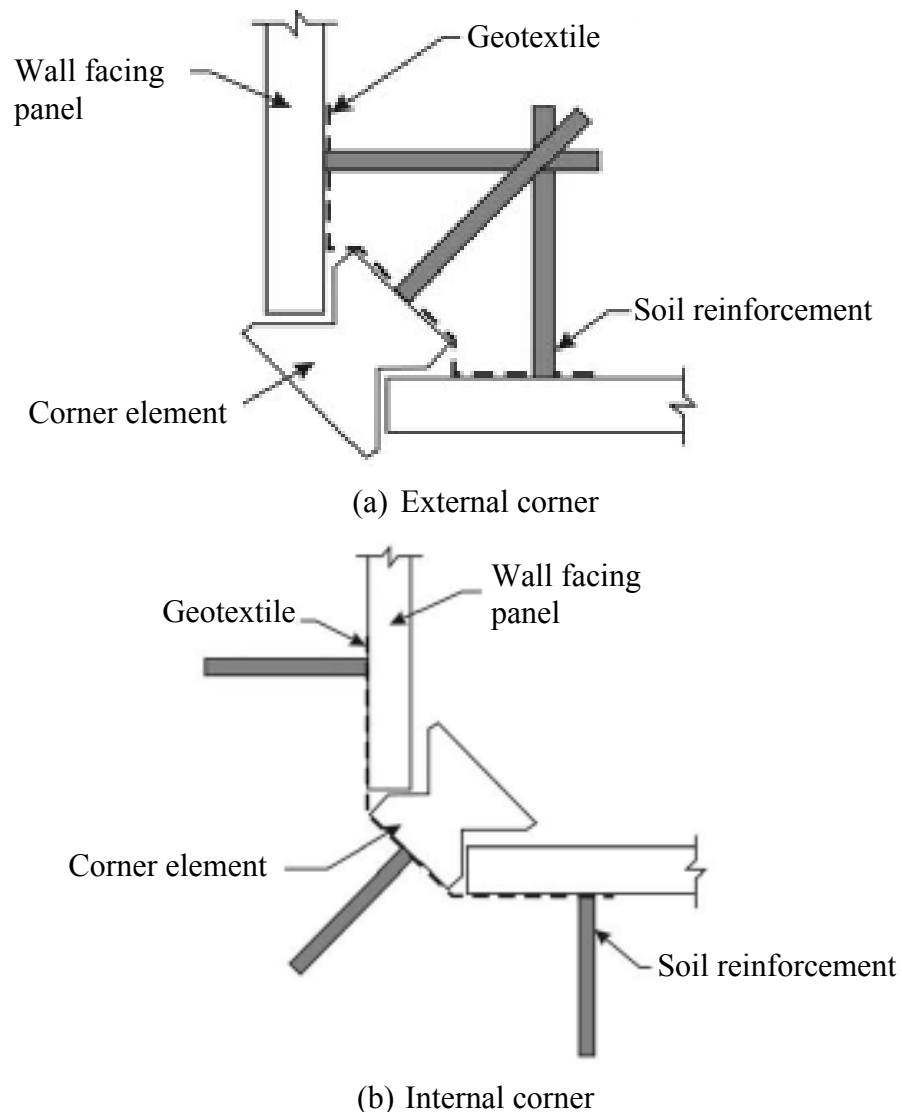 Geotextile
Wall facing
panel
Soil reinforcement
Corner element
(a) External corner
Wall facing
panel
Geotextile
Corner element
Soil reinforcement
(b) Internal corner